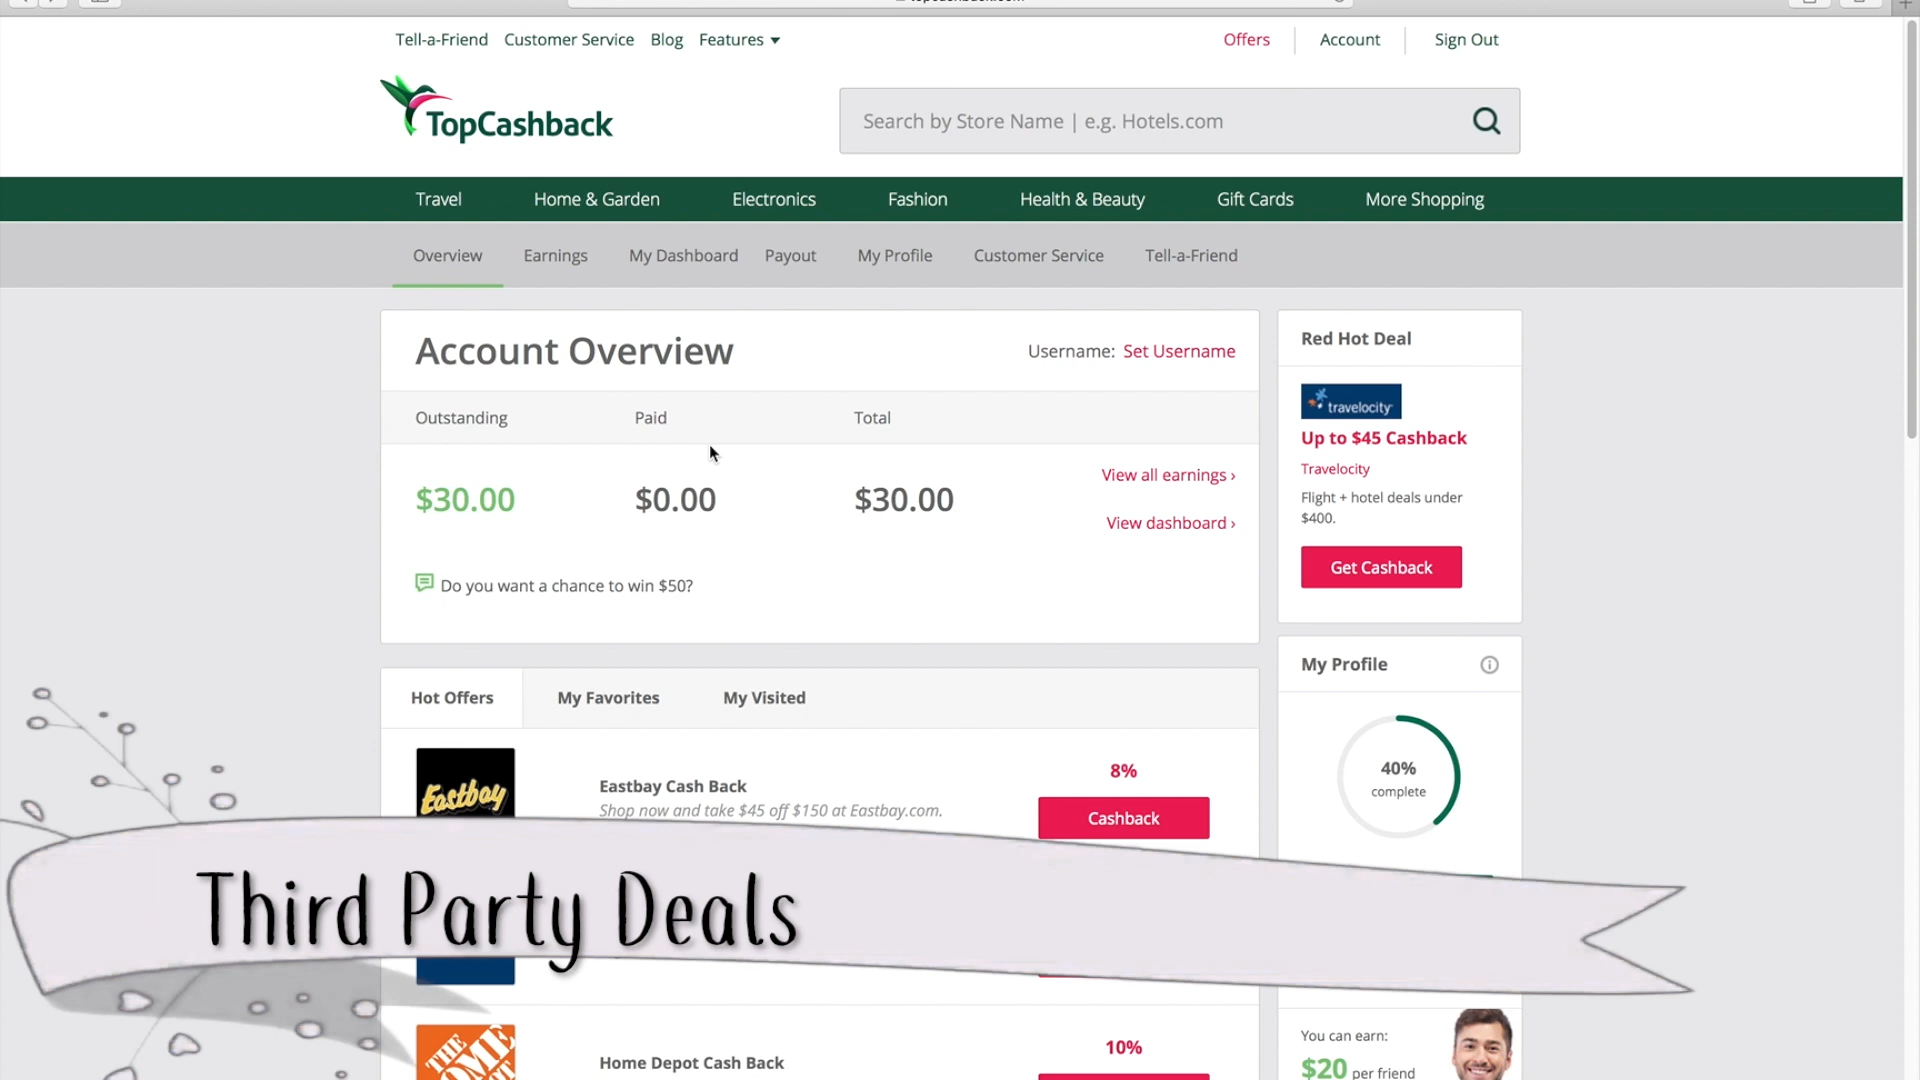 Tell-a-Friend Customer Service Blog Features
Offers Account Sign Out
TopCashback
Search by Store Name | e.g. Hotels.com
Travel Home & Garden Electronics Fashion Health & Beauty Gift Cards More Shopping
Overview Earnings My Dashboard Payout My Profile Customer Service Tell-a-Friend
Account Overview
Username: Set Username
Outstanding Paid Total
$30.00 $0.00 $30.00
View all earnings ›
View dashboard ›
Do you want a chance to win $50?
Red Hot Deal
travelocity
Up to $45 Cashback
Travelocity
Flight + hotel deals under
$400.
Get Cashback
My Profile
40%
complete
Hot Offers My Favorites My Visited
Eastbay
Eastbay Cash Back
Shop now and take $45 off $150 at Eastbay.com.
8%
Cashback
Third Party Deals
THE HOME
Home Depot Cash Back
10%
You can earn:
$20 per friend